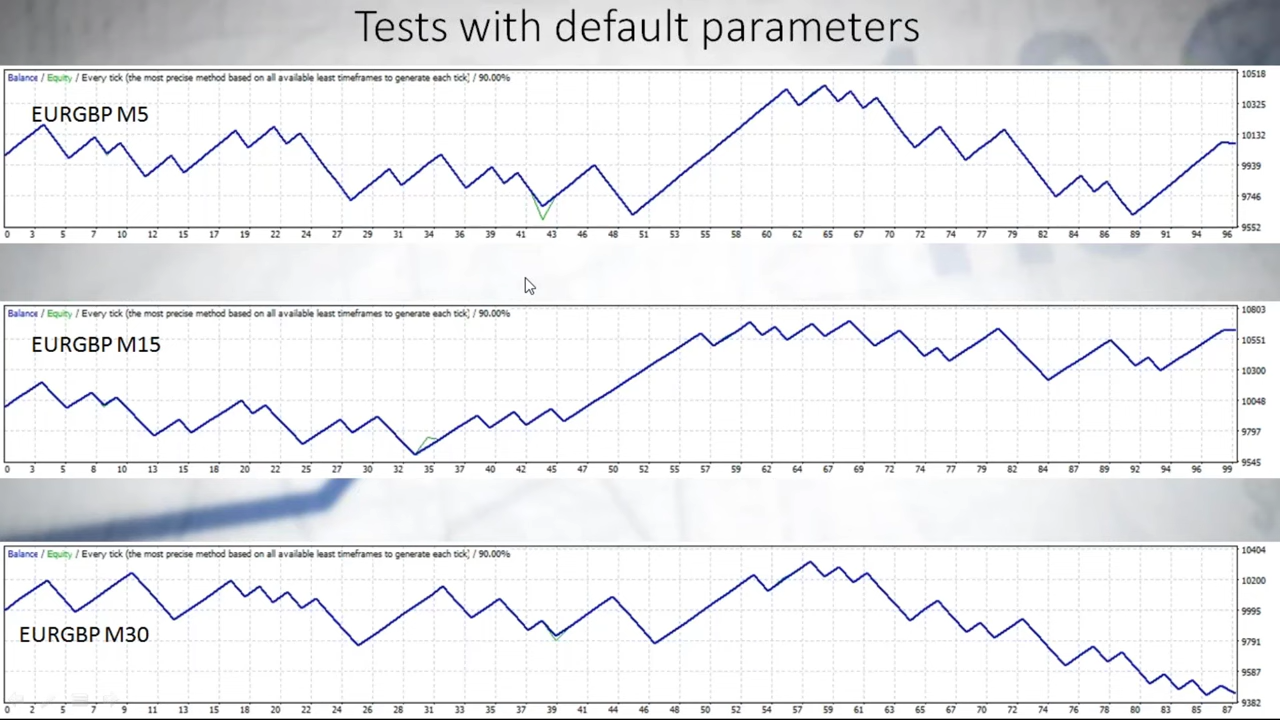 Tests with default parameters
Balance / Equity / Every tick (the most precise method based on all available least timeframes to generate each tick) / 90.00%
EURGBP M5
10518
10325
10132
9939
9746
9552
0 3 5 7 10 12 14 16 19 21 23 25 27 29 31 34 36 39 41 43 46 48 51 53 55 58 60 62 65 67 70 72 74 77 79 82 84 86 89 91 94 96
Balance / Equity / Every tick (the most precise method based on all available least timeframes to generate each tick) / 90.00%
EURGBP M15
10803
10551
10300
10048
9797
9545
0 3 5 8 10 13 15 18 20 22 25 27 30 32 35 37 40 42 45 47 50 52 55 57 59 62 64 67 69 72 74 77 79 82 84 87 89 92 94 96 99
Balance / Equity / Every tick (the most precise method based on all available least timeframes to generate each tick) / 90.00%
EURGBP M30
10404
10200
9995
9791
9587
9382
0 3 5 7 9 11 13 16 18 20 22 24 26 29 31 33 35 37 39 42 44 46 48 50 52 54 57 59 61 63 65 67 70 72 74 76 78 80 83 85 87